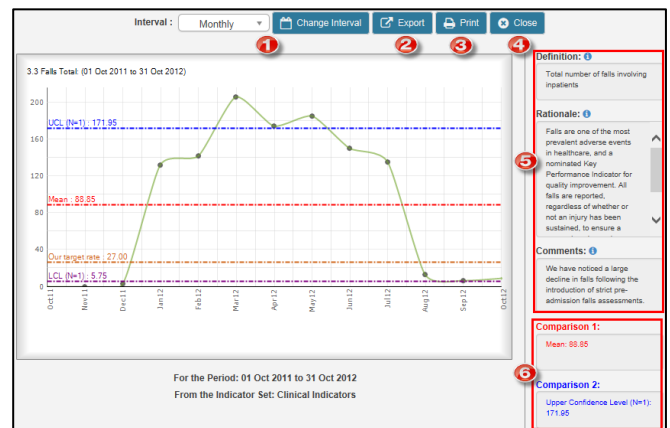 Interval : Monthly Change Interval Export Print Close
1 2 3 4
3.3 Falls Total: (01 Oct 2011 to 31 Oct 2012)
200
UCL (N=1) : 171.95
160
120
Mean : 88.85
80
40
Our target rate : 27.00
LCL (N=1) : 5.75
0
Oct11 Nov11 Dec11 Jan12 Feb12 Mar12 Apr12 May12 Jun12 Jul12 Aug12 Sep12 Oct12
For the Period: 01 Oct 2011 to 31 Oct 2012
From the Indicator Set: Clinical Indicators
Definition:
Total number of falls involving
inpatients
Rationale:
5
Falls are one of the most
prevalent adverse events
in healthcare, and a
nominated Key
Performance Indicator for
quality improvement. All
falls are reported,
regardless of whether or
not an injury has been
sustained, to ensure a
Comments:
We have noticed a large
decline in falls following the
introduction of strict pre-
admission falls assessments.
Comparison 1:
Mean: 88.85
6
Comparison 2:
Upper Confidence Level (N=1):
171.95